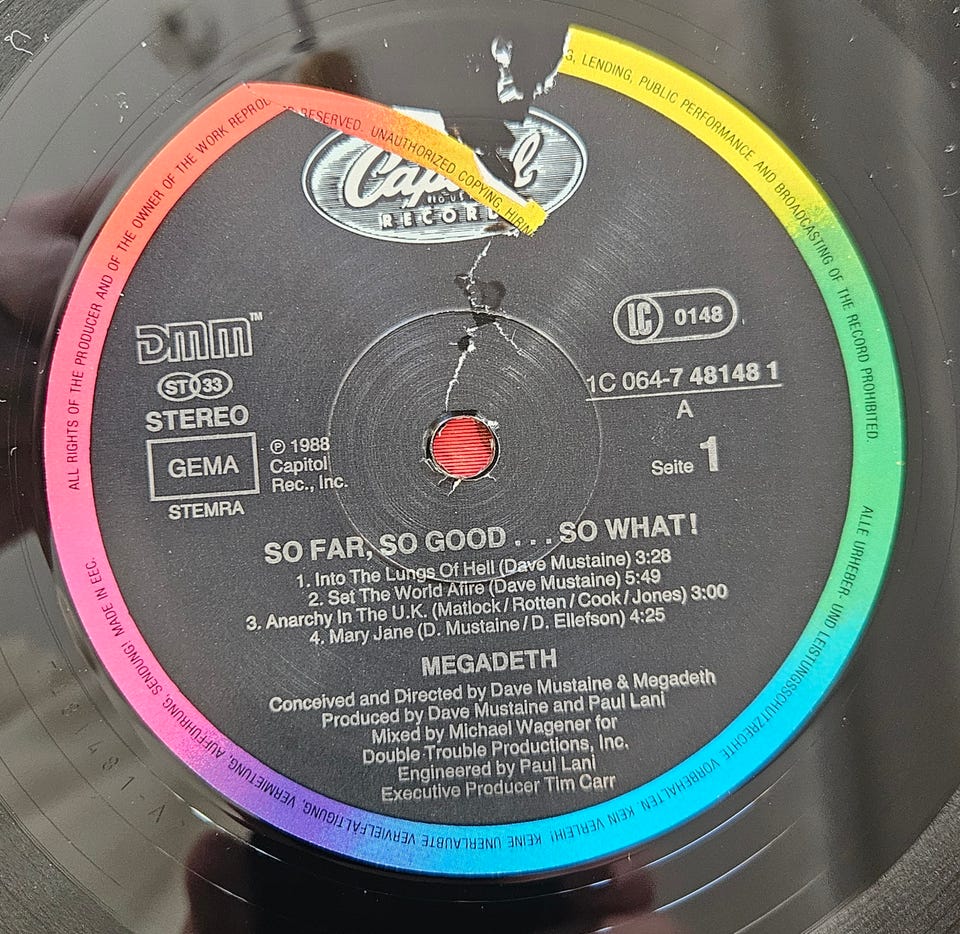 ALL RIGHTS OF THE PRODUCER AND OF THE OWNER OF THE WORK REPROD
RESERVED. UNAUTHORIZED COPYING, HIRIN
G, LENDING, PUBLIC PERFORMANCE AND BROADCASTING OF THE RECORD PROHIBITED.
Capitol
RECORDS
DMM™
ST 33
STEREO
GEMA
STEMRA
℗ 1988
Capitol
Rec., Inc.
LC 0148
1C 064-7 48148 1
A
Seite 1
SO FAR, SO GOOD . . . SO WHAT!
1. Into The Lungs Of Hell (Dave Mustaine) 3:28
2. Set The World Afire (Dave Mustaine) 5:49
3. Anarchy In The U.K. (Matlock / Rotten / Cook / Jones) 3:00
4. Mary Jane (D. Mustaine / D. Ellefson) 4:25
MEGADETH
Conceived and Directed by Dave Mustaine & Megadeth
Produced by Dave Mustaine and Paul Lani
Mixed by Michael Wagener for
Double Trouble Productions, Inc.
Engineered by Paul Lani
Executive Producer Tim Carr
ALLE URHEBER- UND LEISTUNGSSCHUTZRECHTE VORBEHALTEN. KEIN VERLEIH! KEINE UNERLAUBTE VERVIELFÄLTIGUNG, VERMIETUNG, AUFFÜHRUNG, SENDUNG! MADE IN EEC.